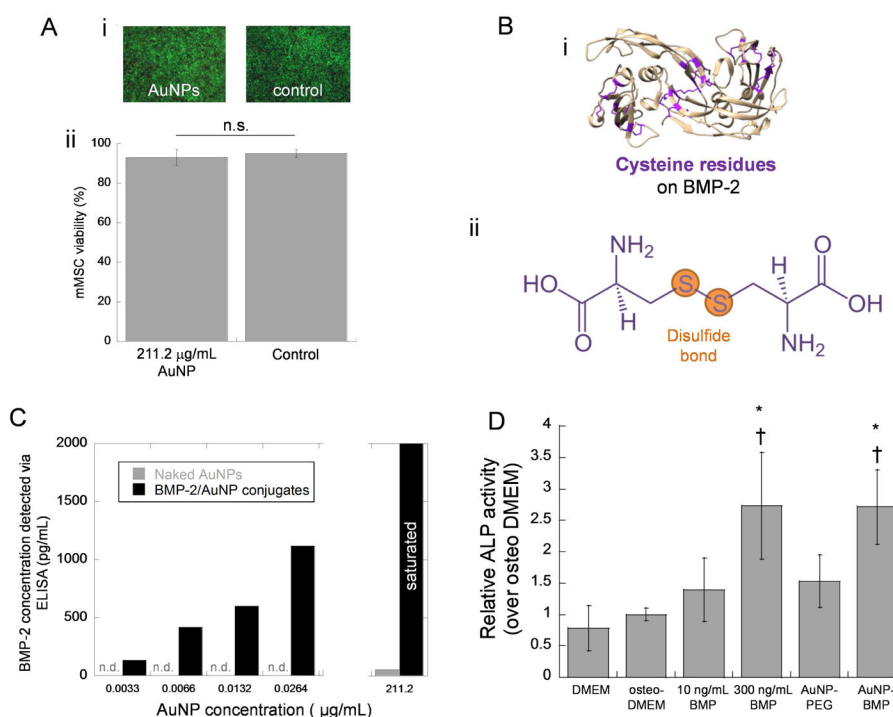 A
i
AuNPs
control
ii
n.s.
mMSC viability (%)
100
80
60
40
20
0
211.2 μg/mL
AuNP
Control
B
i
Cysteine residues
on BMP-2
ii
NH₂
HO
O
H
S
S
Disulfide
bond
H
O
OH
NH₂
C
BMP-2 concentration detected via
ELISA (pg/mL)
2000
1500
1000
500
0
Naked AuNPs
BMP-2/AuNP conjugates
n.d.
n.d.
n.d.
n.d.
saturated
0.0033
0.0066
0.0132
0.0264
211.2
AuNP concentration ( μg/mL)
D
Relative ALP activity
(over osteo DMEM)
4
3.5
3
2.5
2
1.5
1
0.5
0
*
†
*
†
DMEM
osteo-
DMEM
10 ng/mL
BMP
300 ng/mL
BMP
AuNP-
PEG
AuNP-
BMP